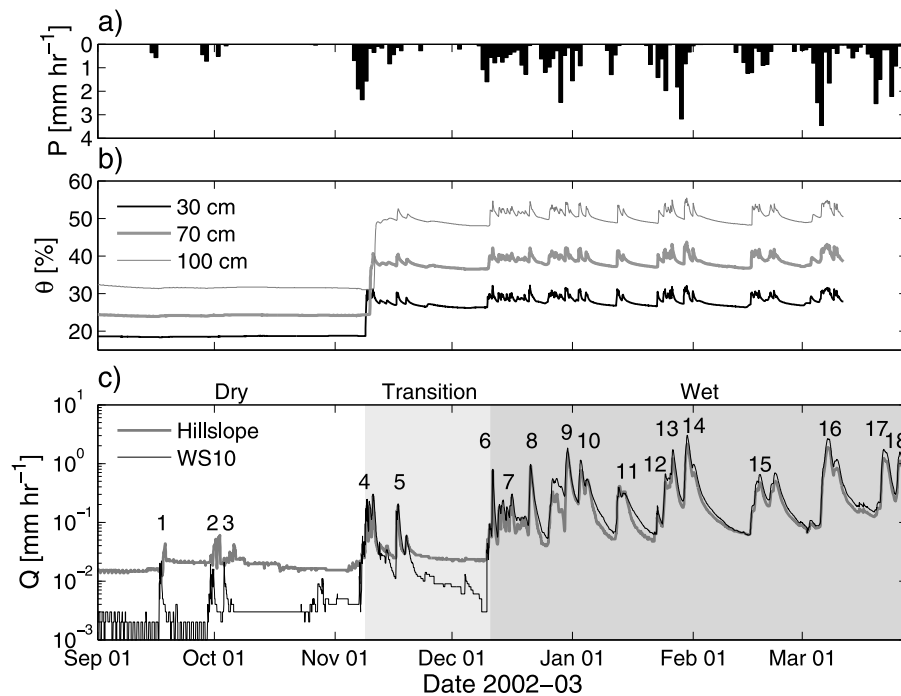 a)
P [mm hr⁻¹]
0
1
2
3
4
b)
θ [%]
60
50
40
30
20
30 cm
70 cm
100 cm
c)
Dry
Transition
Wet
Q [mm hr⁻¹]
10¹
10⁰
10⁻¹
10⁻²
10⁻³
Hillslope
WS10
1
2
3
4
5
6
7
8
9
10
11
12
13
14
15
16
17
18
Sep 01
Oct 01
Nov 01
Dec 01
Jan 01
Feb 01
Mar 01
Date 2002−03